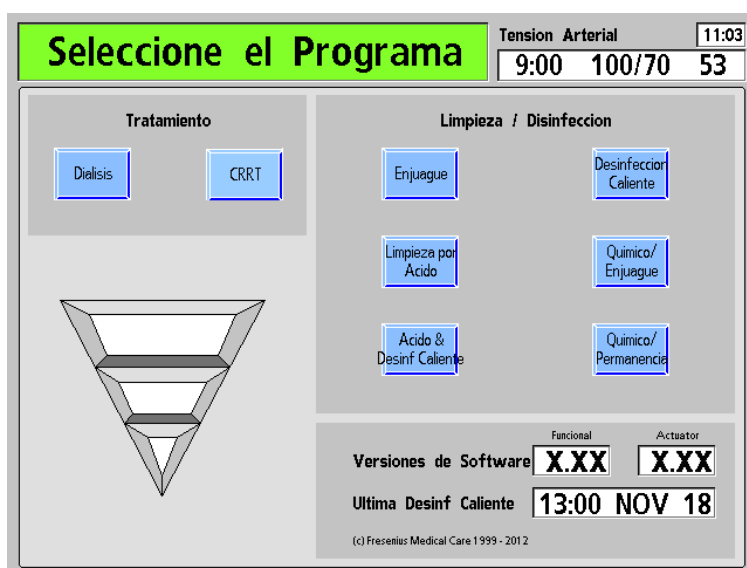 Seleccione el Programa
Tension Arterial
11:03
9:00 100/70 53
Tratamiento
Dialisis
CRRT
Limpieza / Disinfeccion
Enjuague
Desinfeccion
Caliente
Limpieza por
Acido
Quimico/
Enjuague
Acido &
Desinf Caliente
Quimico/
Permanencia
Funcional
Actuator
Versiones de Software X.XX X.XX
Ultima Desinf Caliente 13:00 NOV 18
(c) Fresenius Medical Care 1999 - 2012